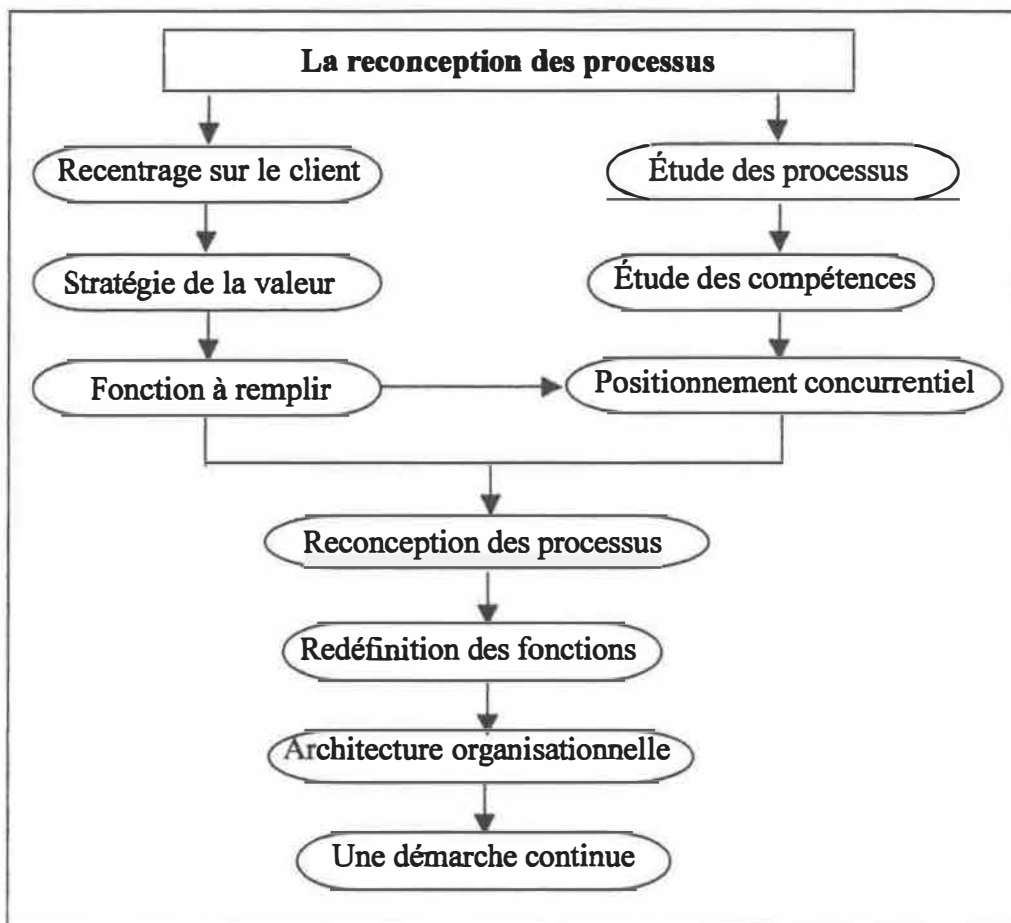 La reconception des processus
Recentrage sur le client
Étude des processus
Stratégie de la valeur
Étude des compétences
Fonction à remplir
Positionnement concurrentiel
Reconception des processus
Redéfinition des fonctions
Architecture organisationnelle
Une démarche continue